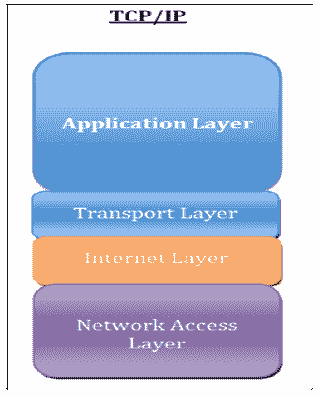 TCP/IP
Application Layer
Transport Layer
Internet Layer
Network Access
Layer